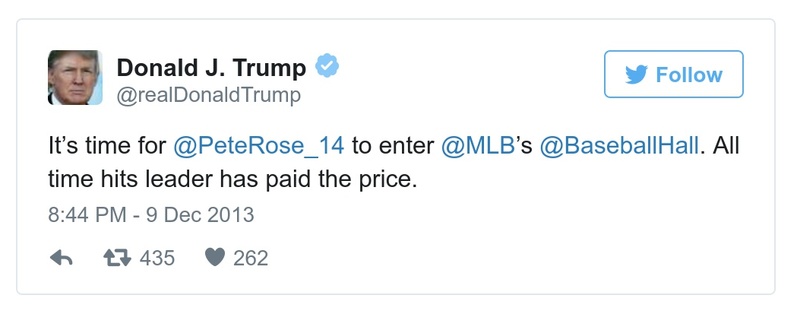 Donald J. Trump
@realDonaldTrump
Follow
It’s time for @PeteRose_14 to enter @MLB’s @BaseballHall. All
time hits leader has paid the price.
8:44 PM - 9 Dec 2013
435 262